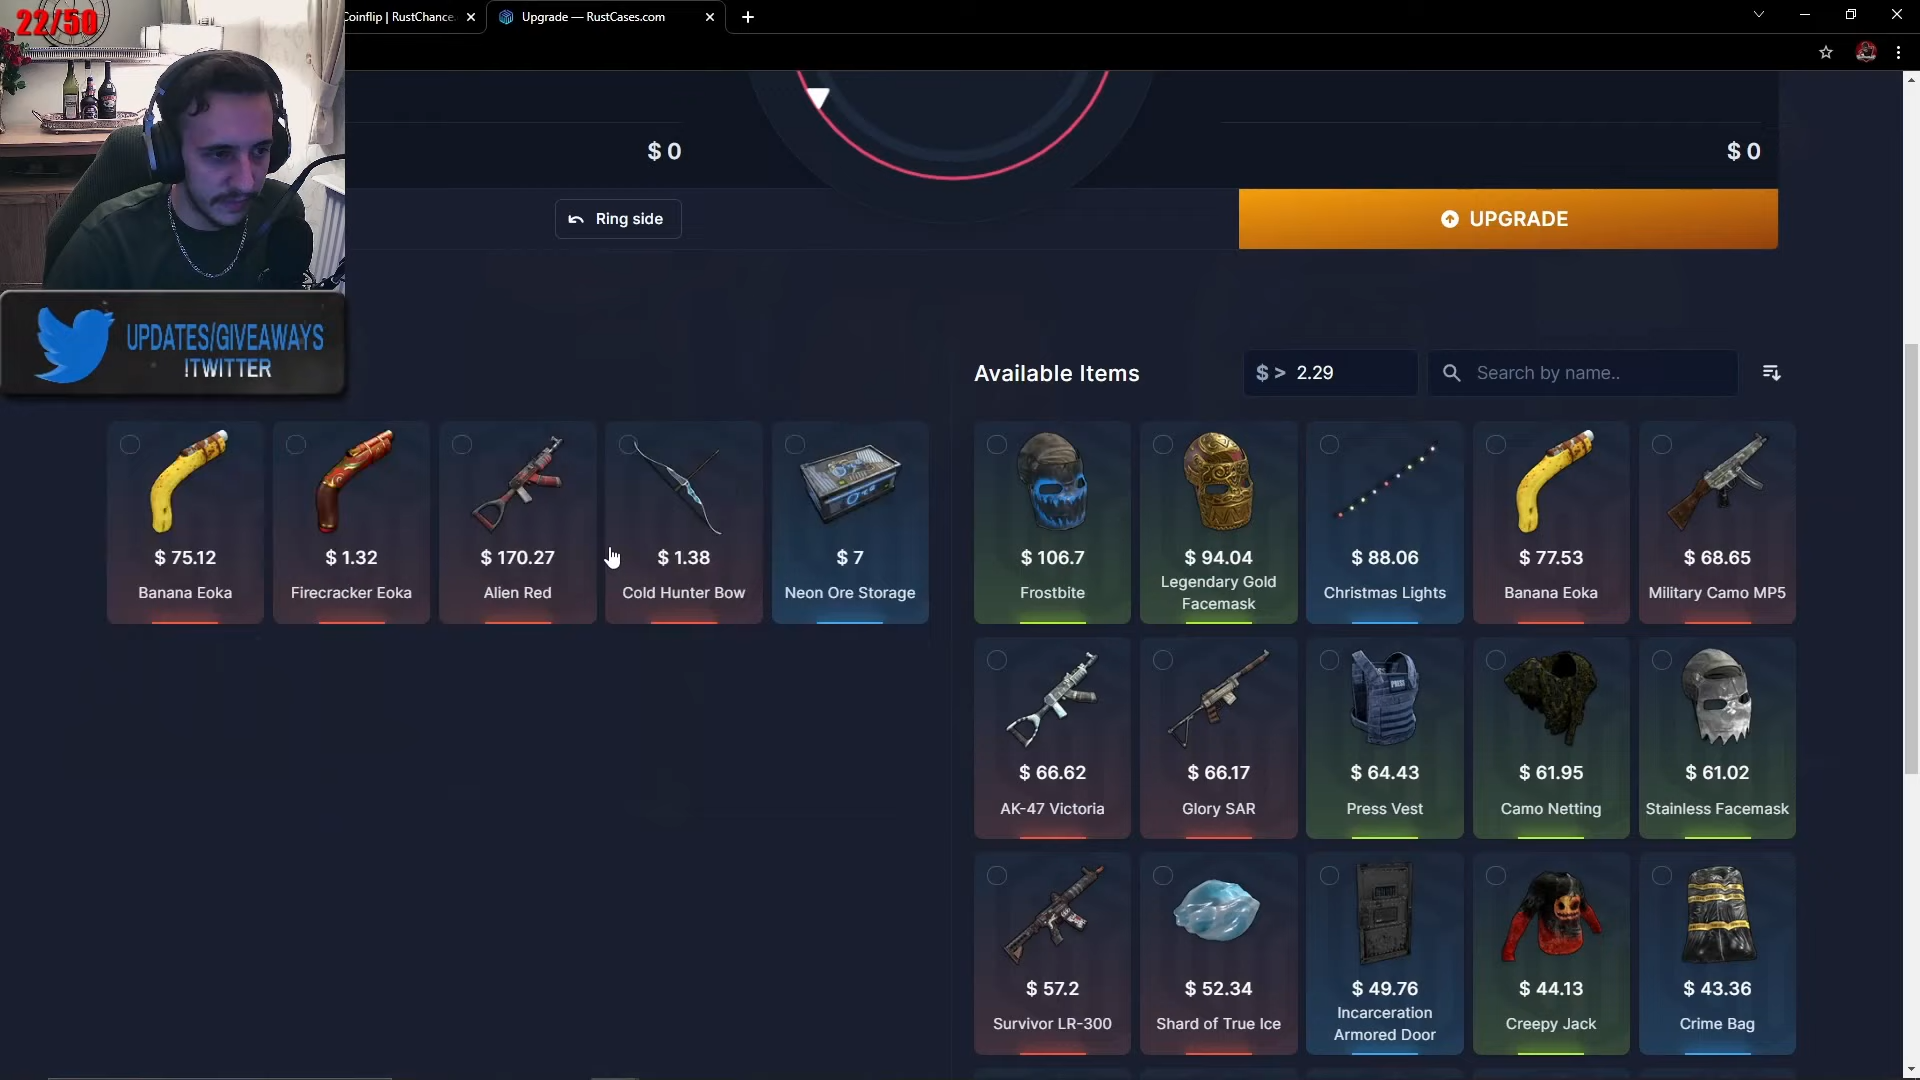 22/50
Coinflip | RustChance.
Upgrade — RustCases.com
$ 0
$ 0
Ring side
UPGRADE
UPDATES/GIVEAWAYS
!TWITTER
Available Items
$ > 2.29
Search by name..
$ 75.12
Banana Eoka
$ 1.32
Firecracker Eoka
$ 170.27
Alien Red
$ 1.38
Cold Hunter Bow
$ 7
Neon Ore Storage
$ 106.7
Frostbite
$ 94.04
Legendary Gold
Facemask
$ 88.06
Christmas Lights
$ 77.53
Banana Eoka
$ 68.65
Military Camo MP5
$ 66.62
AK-47 Victoria
$ 66.17
Glory SAR
PRESS
$ 64.43
Press Vest
$ 61.95
Camo Netting
$ 61.02
Stainless Facemask
$ 57.2
Survivor LR-300
$ 52.34
Shard of True Ice
$ 49.76
Incarceration
Armored Door
$ 44.13
Creepy Jack
$ 43.36
Crime Bag